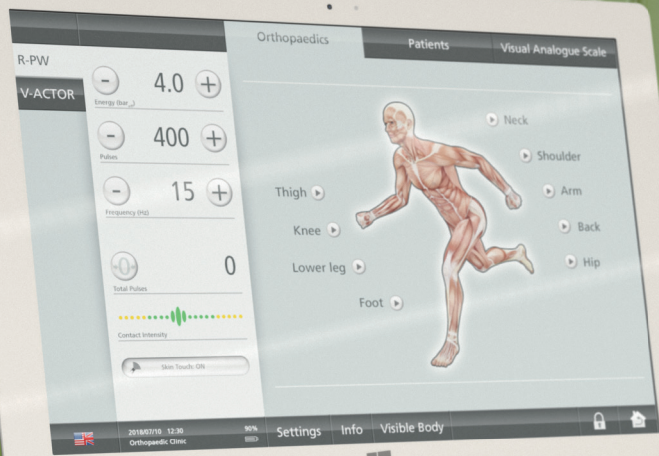 Orthopaedics
Patients
Visual Analogue Scale
R-PW
V-ACTOR
- 4.0 +
Energy (bar_)
- 400 +
Pulses
- 15 +
Frequency (Hz)
0 0
Total Pulses
Contact Intensity
Skin Touch: ON
Neck
Shoulder
Arm
Back
Hip
Thigh
Knee
Lower leg
Foot
2018/07/10 12:30 90%
Orthopaedic Clinic
Settings Info Visible Body